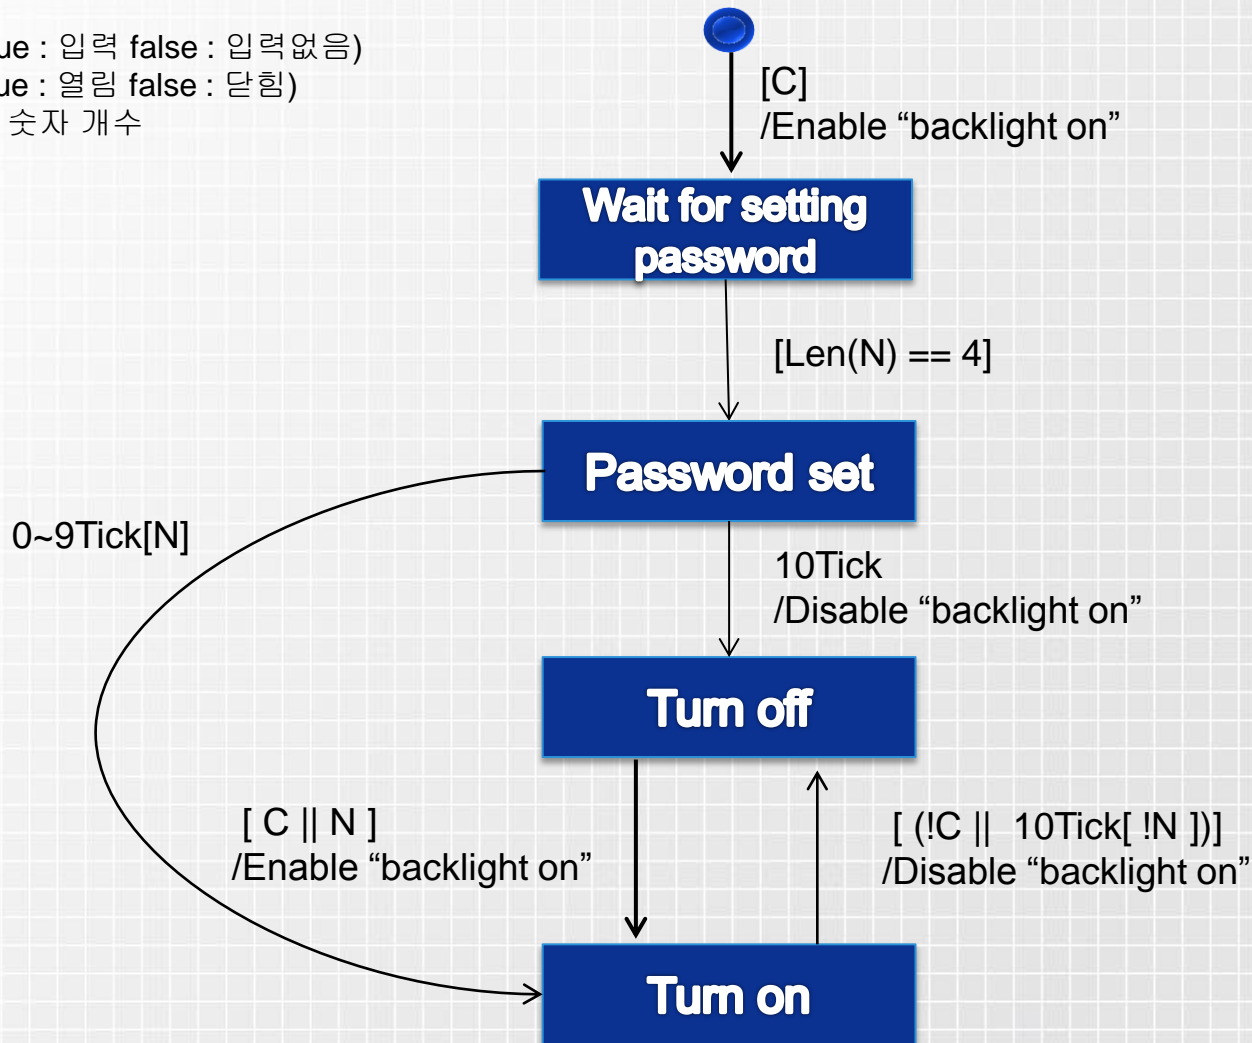 ue : 입력 false : 입력없음)
ue : 열림 false : 닫힘)
숫자 개수
[C]
/Enable “backlight on”
Wait for setting
password
[Len(N) == 4]
Password set
0~9Tick[N]
10Tick
/Disable “backlight on”
Turn off
[ C || N ]
/Enable “backlight on”
[ (!C || 10Tick[ !N ])]
/Disable “backlight on”
Turn on